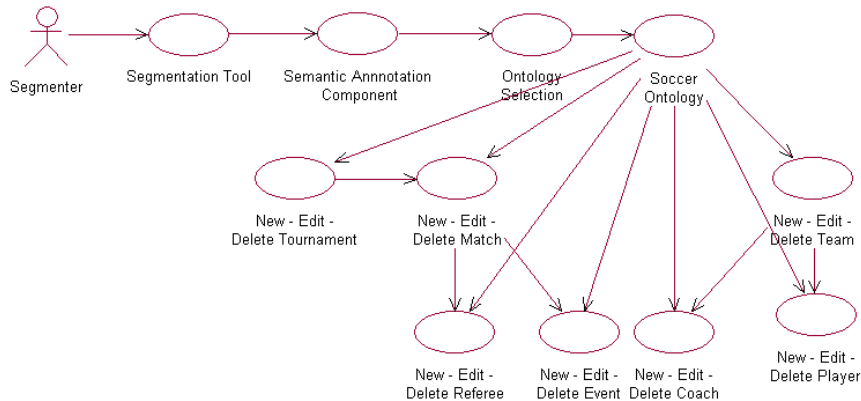 Segmenter
Segmentation Tool
Semantic Annnotation
Component
Ontology
Selection
Soccer
Ontology
New - Edit -
Delete Tournament
New - Edit -
Delete Match
New - Edit -
Delete Team
New - Edit -
Delete Referee
New - Edit -
Delete Event
New - Edit -
Delete Coach
New - Edit -
Delete Player